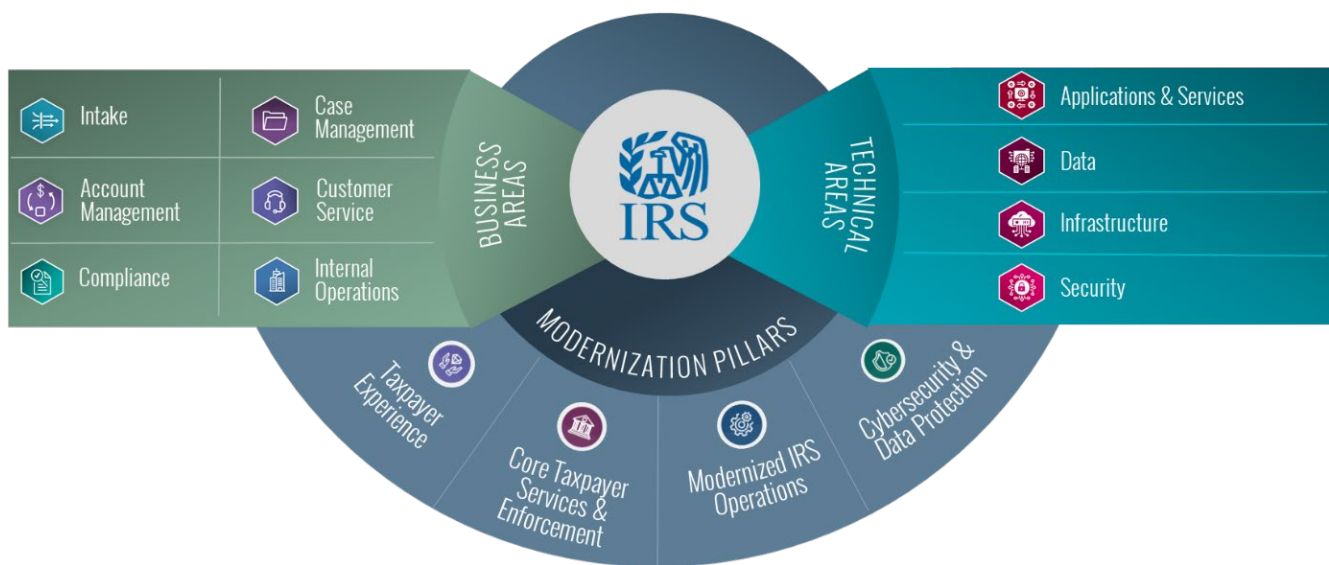 Intake
Case
Management
Account
Management
Customer
Service
Compliance
Internal
Operations
BUSINESS
AREAS
IRS
TECHNICAL
AREAS
Applications & Services
Data
Infrastructure
Security
MODERNIZATION PILLARS
Taxpayer
Experience
Core Taxpayer
Services &
Enforcement
Modernized IRS
Operations
Cybersecurity &
Data Protection